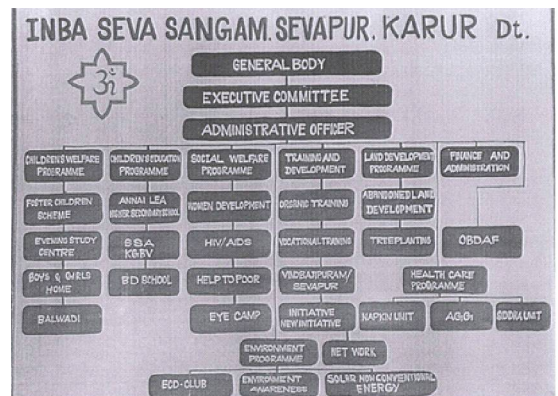 INBA SEVA SANGAM, SEVAPUR, KARUR Dt.
ௐ
GENERAL BODY
EXECUTIVE COMMITTEE
ADMINISTRATIVE OFFICER
CHILDREN'S WELFARE
PROGRAMME
CHILDREN'S EDUCATION
PROGRAMME
SOCIAL WELFARE
PROGRAMME
TRAINING AND
DEVELOPMENT
LAND DEVELOPMENT
PROGRAMME
FINANCE AND
ADMINISTRATION
FOSTER CHILDREN
SCHEME
ANNAI LEA
HIGHER SECONDARY SCHOOL
WOMEN DEVELOPMENT
ORGANIC TRAINING
ABANDONED LAND
DEVELOPMENT
EVENING STUDY
CENTRE
SSA
KGBV
HIV/AIDS
VOCATIONAL TRAINING
TREE PLANTING
OBDAF
BOYS & GIRLS
HOME
BD SCHOOL
HELP TO POOR
SEVAPUR
HEALTH CARE
PROGRAMME
BALWADI
EYE CAMP
INITIATIVE
NEW INITIATIVE
NAPKIN UNIT
SIDDHA UNIT
ENVIRONMENT
PROGRAMME
NET WORK
ECO-CLUB
ENVIRONMENT
AWARENESS
SOLAR NON CONVENTIONAL
ENERGY